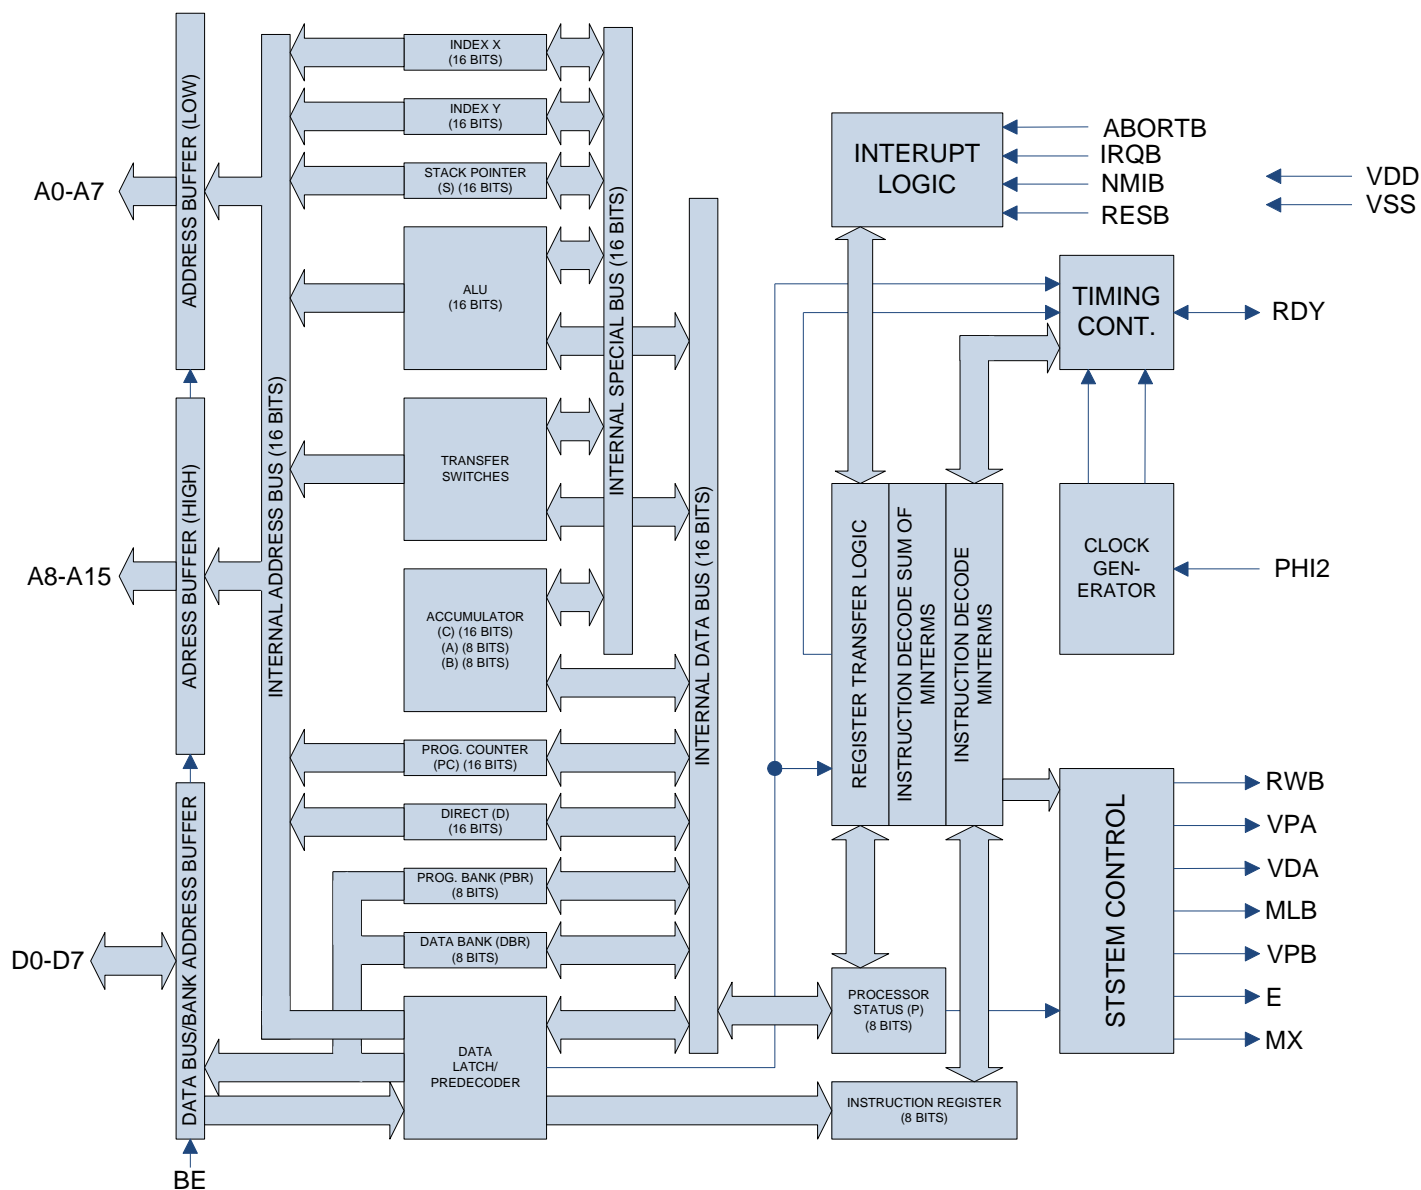 A0-A7
A8-A15
D0-D7
BE
ADDRESS BUFFER (LOW)
ADRESS BUFFER (HIGH)
DATA BUS/BANK ADDRESS BUFFER
INTERNAL ADDRESS BUS (16 BITS)
INDEX X
(16 BITS)
INDEX Y
(16 BITS)
STACK POINTER
(S) (16 BITS)
ALU
(16 BITS)
TRANSFER
SWITCHES
ACCUMULATOR
(C) (16 BITS)
(A) (8 BITS)
(B) (8 BITS)
PROG. COUNTER
(PC) (16 BITS)
DIRECT (D)
(16 BITS)
PROG. BANK (PBR)
(8 BITS)
DATA BANK (DBR)
(8 BITS)
DATA
LATCH/
PREDECODER
INTERNAL SPECIAL BUS (16 BITS)
INTERNAL DATA BUS (16 BITS)
INTERUPT
LOGIC
ABORTB
IRQB
NMIB
RESB
VDD
VSS
TIMING
CONT.
RDY
CLOCK
GEN-
ERATOR
PHI2
REGISTER TRANSFER LOGIC
INSTRUCTION DECODE SUM OF
MINTERMS
INSTRUCTION DECODE
MINTERMS
STSTEM CONTROL
RWB
VPA
VDA
MLB
VPB
E
MX
PROCESSOR
STATUS (P)
(8 BITS)
INSTRUCTION REGISTER
(8 BITS)